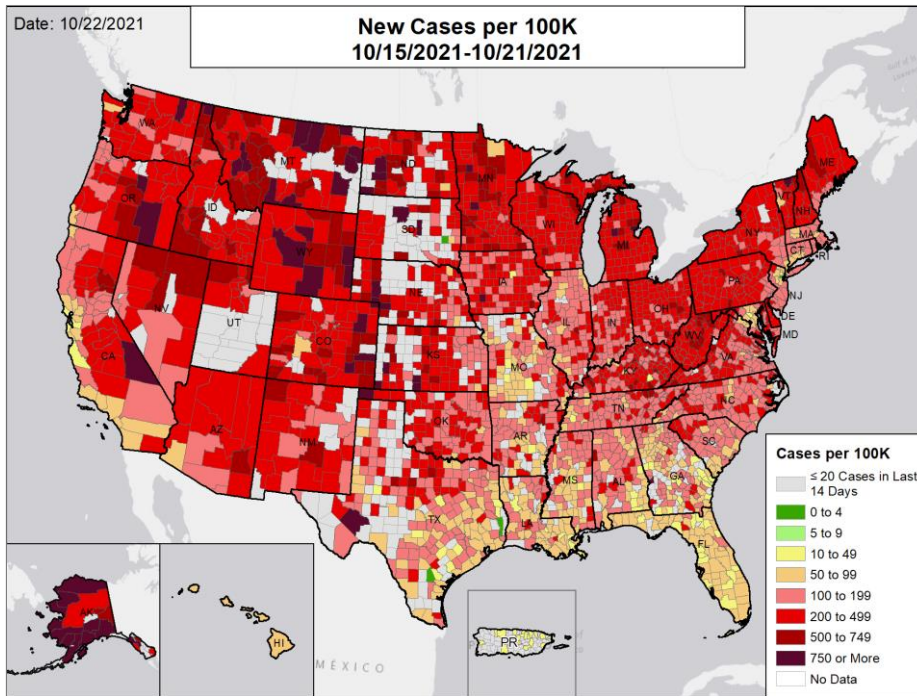 Date: 10/22/2021
New Cases per 100K
10/15/2021-10/21/2021
WA
MT
ND
MN
ME
OR
ID
SD
WI
MI
VT
NH
NY
MA
CT
RI
WY
NE
IA
PA
NJ
NV
UT
CO
KS
MO
IL
IN
OH
WV
DE
MD
VA
CA
KY
AZ
NM
OK
AR
TN
NC
SC
TX
LA
MS
AL
GA
FL
AK
HI
PR
MÉXICO
Cases per 100K
≤ 20 Cases in Last
14 Days
0 to 4
5 to 9
10 to 49
50 to 99
100 to 199
200 to 499
500 to 749
750 or More
No Data